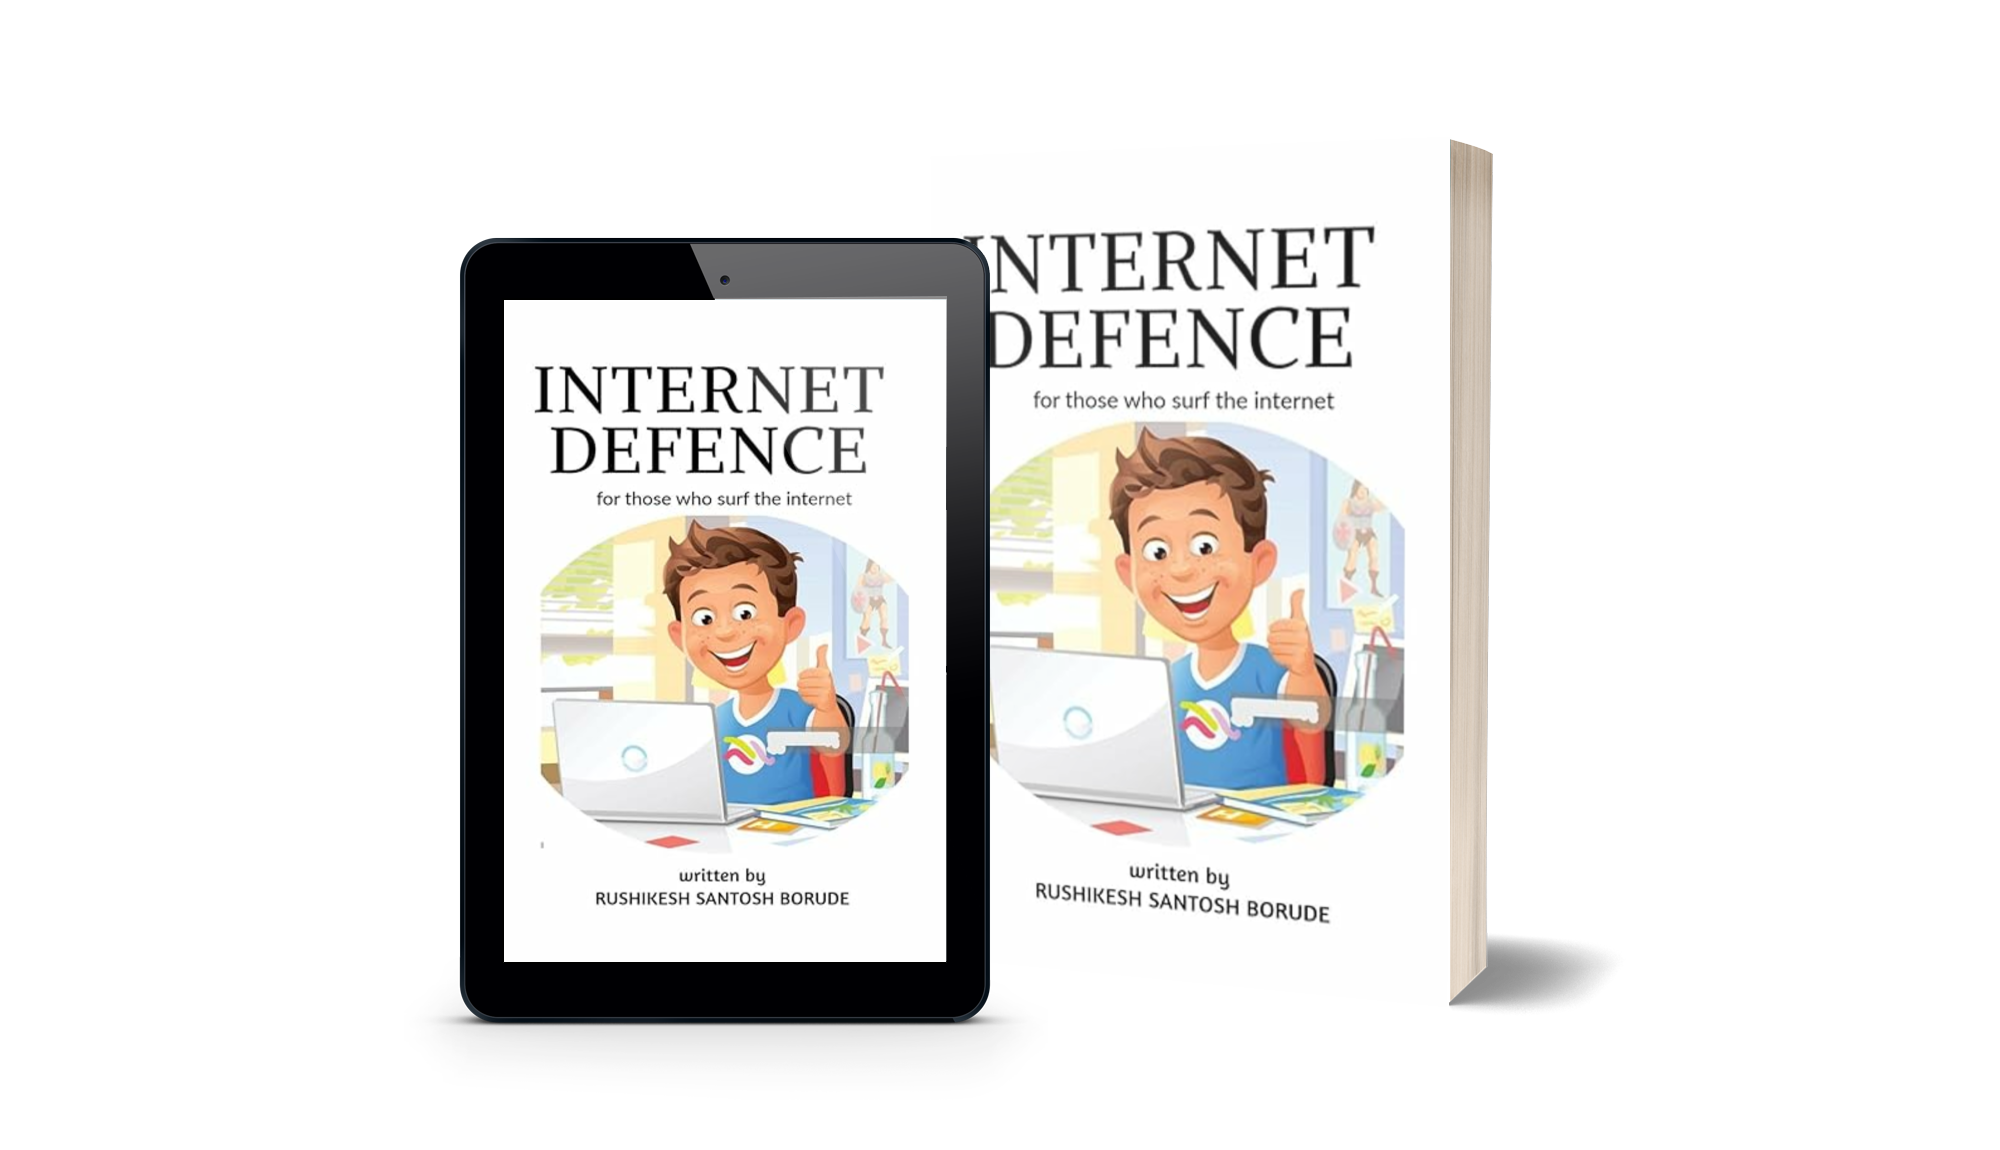 INTERNET
DEFENCE
for those who surf the internet
written by
RUSHIKESH SANTOSH BORUDE
INTERNET
DEFENCE
for those who surf the internet
written by
RUSHIKESH SANTOSH BORUDE